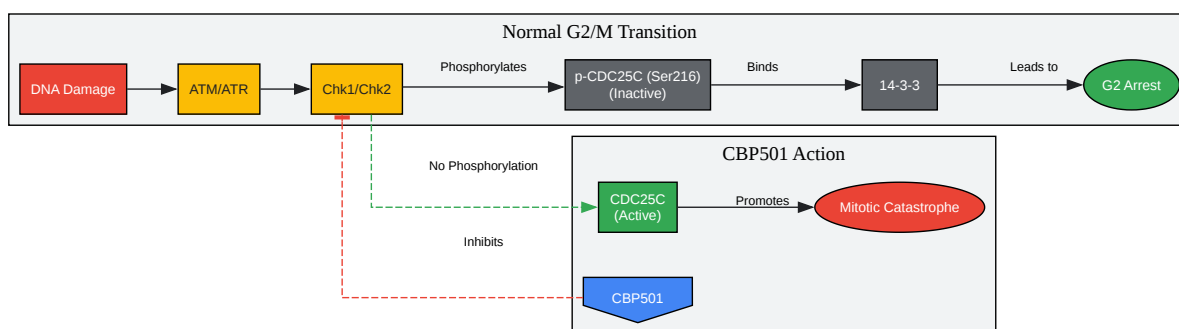 Normal G2/M Transition
DNA Damage
ATM/ATR
Chk1/Chk2
Phosphorylates
p-CDC25C (Ser216)
(Inactive)
Binds
14-3-3
Leads to
G2 Arrest
CBP501 Action
No Phosphorylation
CDC25C
(Active)
Promotes
Mitotic Catastrophe
Inhibits
CBP501